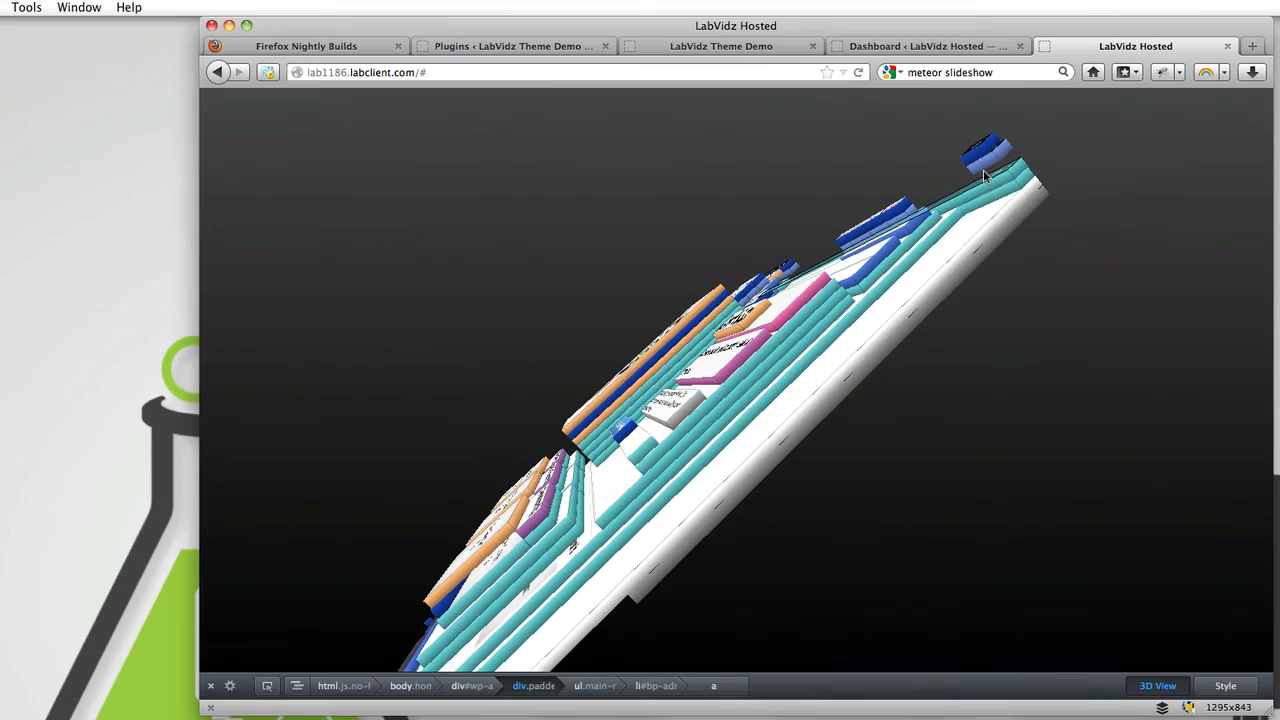 Tools Window Help
LabVidz Hosted
Firefox Nightly Builds
Plugins ‹ LabVidz Theme Demo ...
LabVidz Theme Demo
Dashboard ‹ LabVidz Hosted — ...
LabVidz Hosted
lab1186.labclient.com/#
meteor slideshow
html.js.no-f
body.hon
div#wp-a
div.padde
ul.main-n
li#bp-adr
a
3D View
Style
1295x843